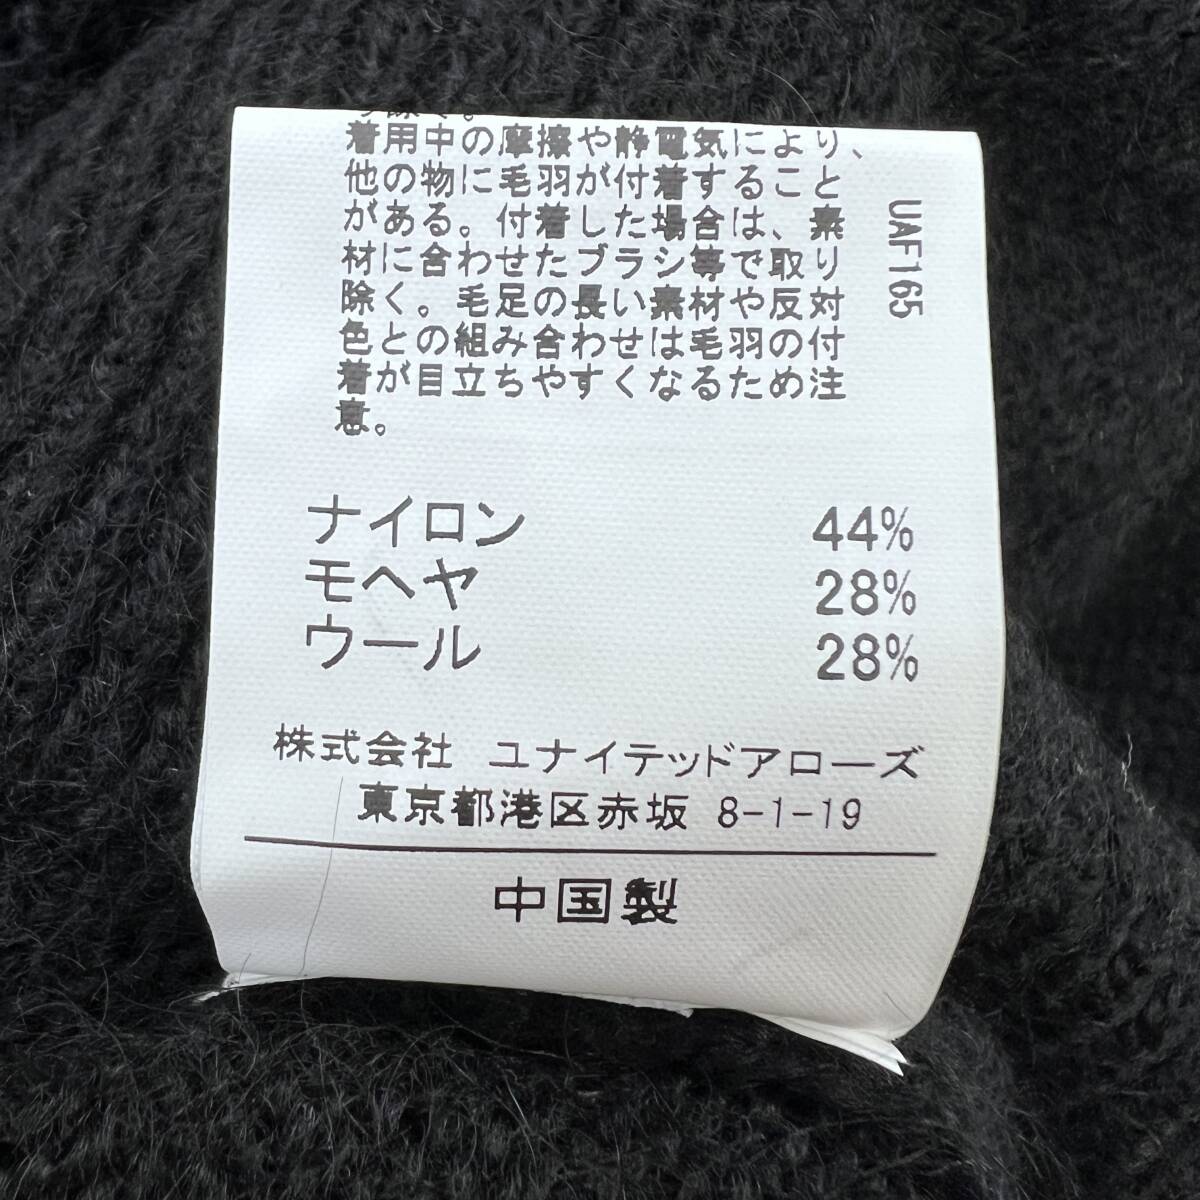 着用中の摩擦や静電気により、
他の物に毛羽が付着すること
がある。付着した場合は、素
材に合わせたブラシ等で取り
除く。毛足の長い素材や反対
色との組み合わせは毛羽の付
着が目立ちやすくなるため注
意。
UAF165
ナイロン 44%
モヘヤ 28%
ウール 28%
株式会社 ユナイテッドアローズ
東京都港区赤坂 8-1-19
中国製